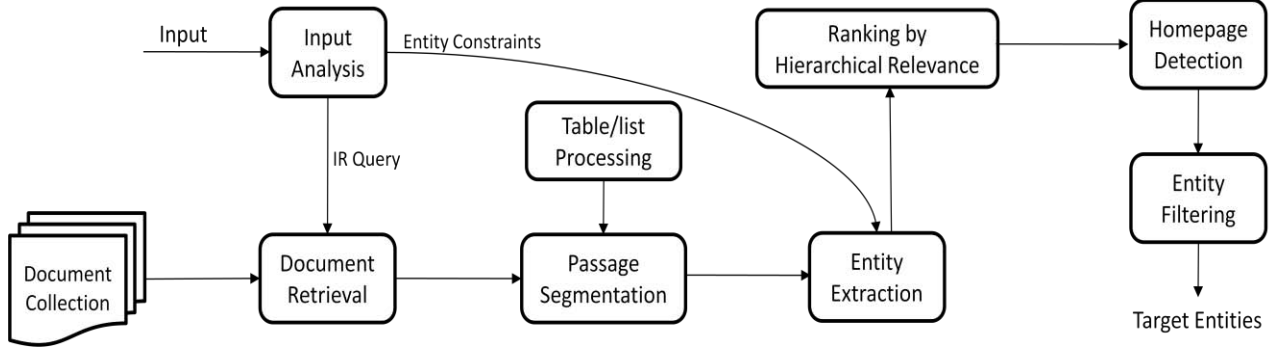 Input
Input
Analysis
Entity Constraints
Ranking by
Hierarchical Relevance
Homepage
Detection
Table/list
Processing
IR Query
Entity
Filtering
Document
Collection
Document
Retrieval
Passage
Segmentation
Entity
Extraction
Target Entities